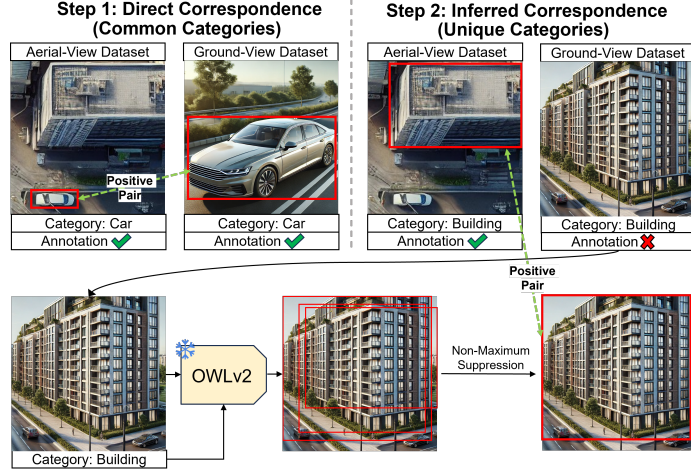 Step 1: Direct Correspondence
(Common Categories)
Aerial-View Dataset
Ground-View Dataset
Positive
Pair
Category: Car
Category: Car
Annotation
Annotation
Step 2: Inferred Correspondence
(Unique Categories)
Aerial-View Dataset
Ground-View Dataset
Category: Building
Category: Building
Annotation
Annotation
Positive
Pair
OWLv2
Non-Maximum
Suppression
Category: Building